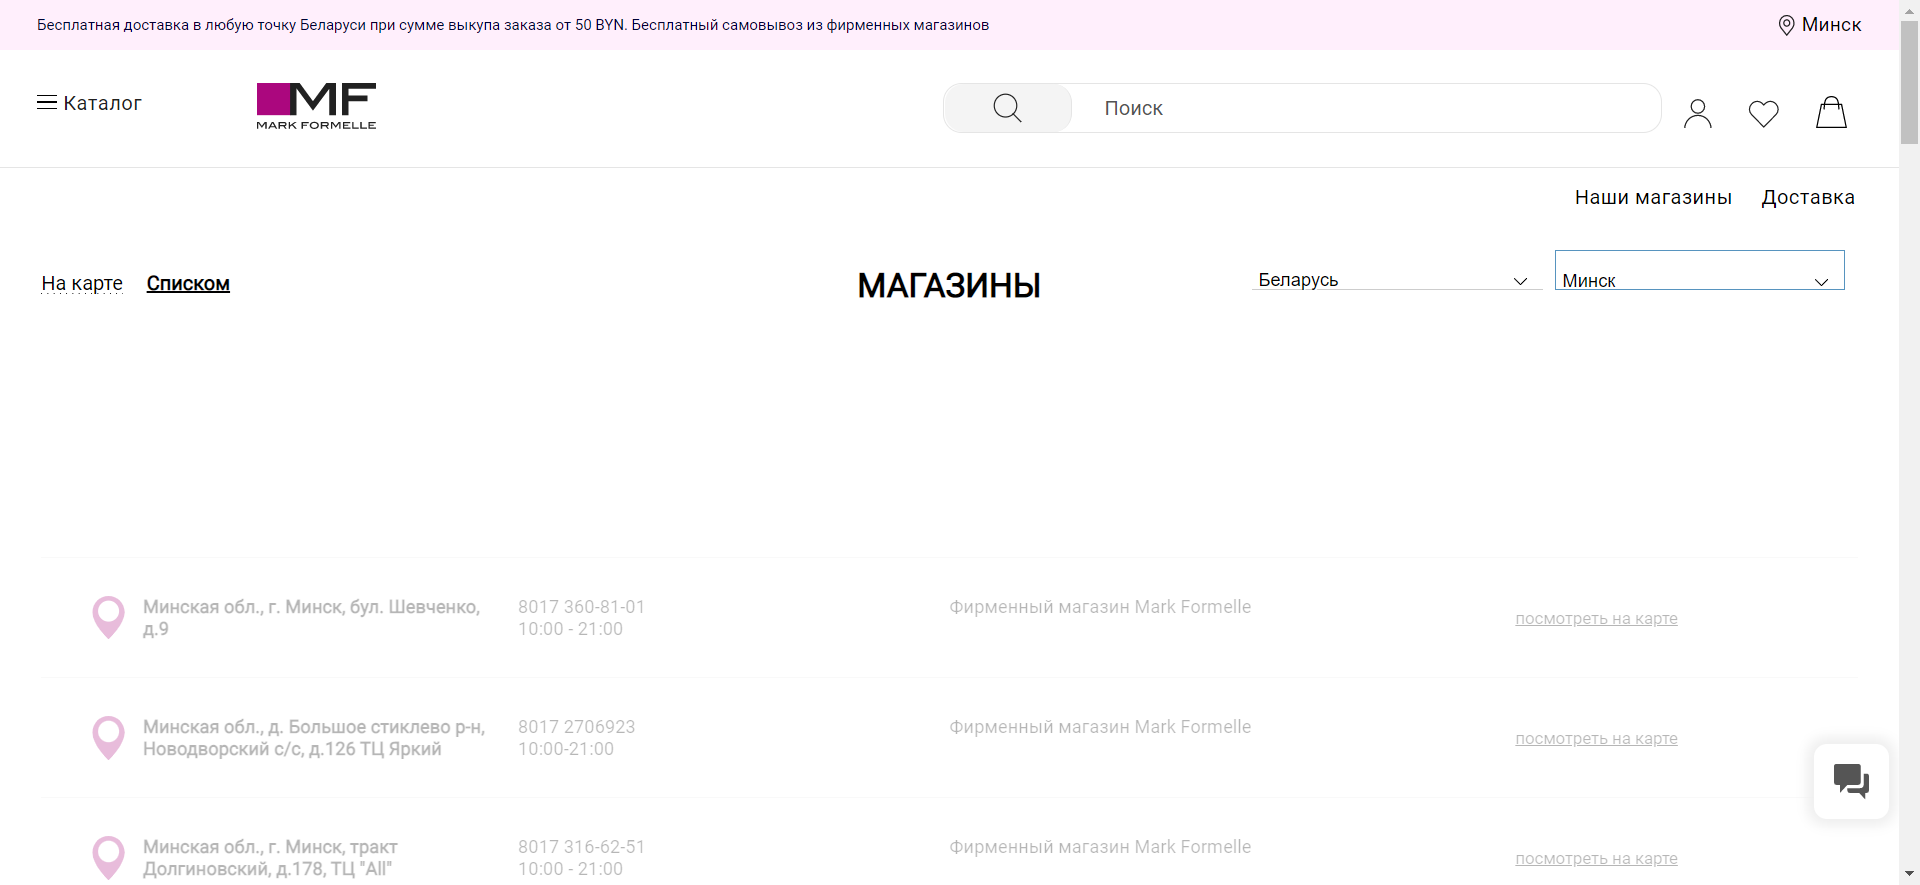 Бесплатная доставка в любую точку Беларуси при сумме выкупа заказа от 50 BYN. Бесплатный самовывоз из фирменных магазинов
Минск
Каталог
MF
MARK FORMELLE
Поиск
Наши магазины
Доставка
На карте
Списком
МАГАЗИНЫ
Беларусь
Минск
Минская обл., г. Минск, бул. Шевченко,
д.9
8017 360-81-01
10:00 - 21:00
Фирменный магазин Mark Formelle
посмотреть на карте
Минская обл., д. Большое стиклево р-н,
Новодворский с/с, д.126 ТЦ Яркий
8017 2706923
10:00-21:00
Фирменный магазин Mark Formelle
посмотреть на карте
Минская обл., г. Минск, тракт
Долгиновский, д.178, ТЦ "All"
8017 316-62-51
10:00 - 21:00
Фирменный магазин Mark Formelle
посмотреть на карте